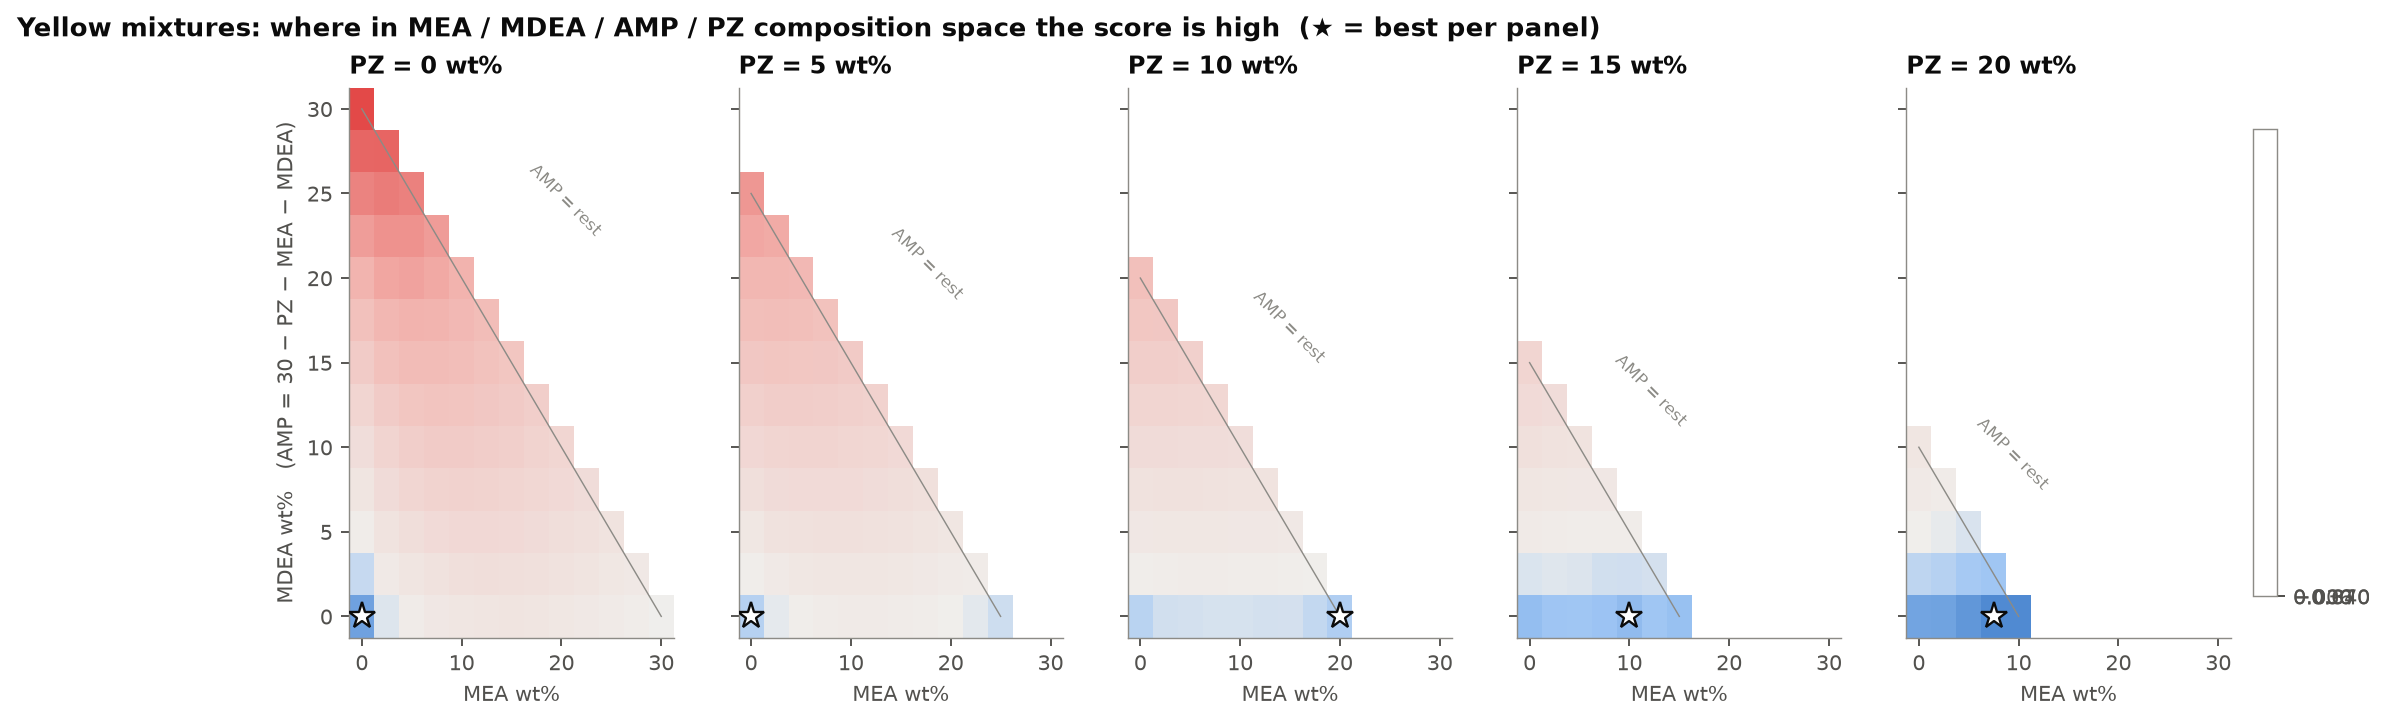 Yellow mixtures: where in MEA / MDEA / AMP / PZ composition space the score is high (★ = best per panel)
PZ = 0 wt%
PZ = 5 wt%
PZ = 10 wt%
PZ = 15 wt%
PZ = 20 wt%
MDEA wt% (AMP = 30 − PZ − MEA − MDEA)
30
25
20
15
10
5
0
AMP = rest
AMP = rest
AMP = rest
AMP = rest
AMP = rest
0 10 20 30
0 10 20 30
0 10 20 30
0 10 20 30
0 10 20 30
MEA wt%
MEA wt%
MEA wt%
MEA wt%
MEA wt%